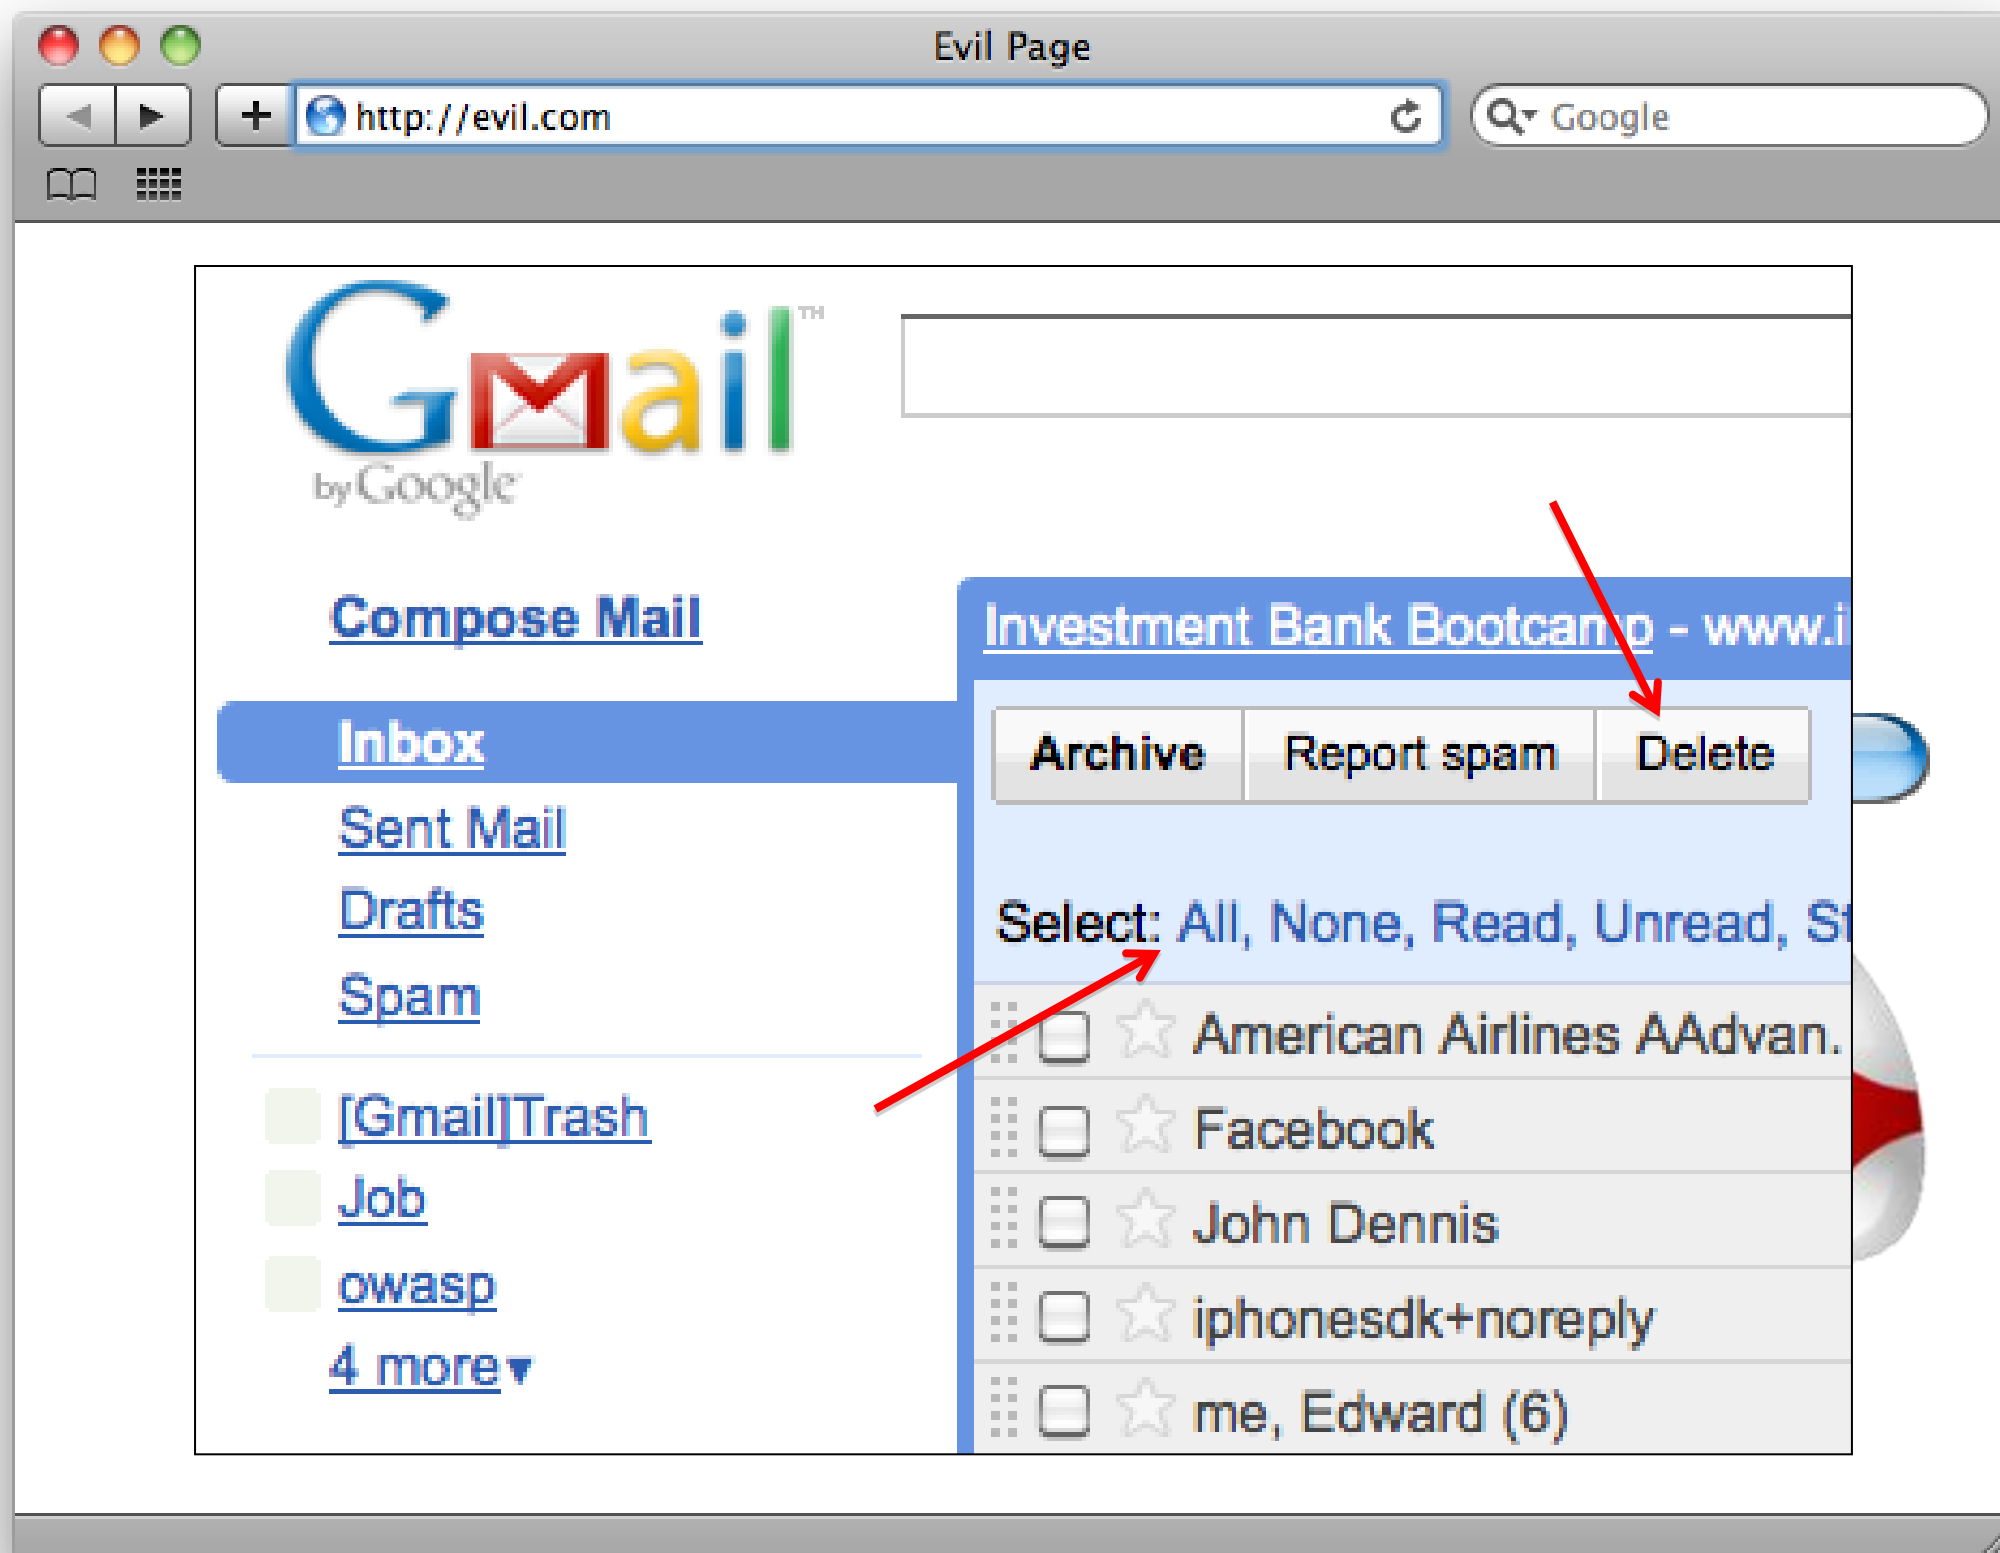 Evil Page
http://evil.com
Google
Gmail™
by Google
Compose Mail
Investment Bank Bootcamp - www.i
Inbox
Archive Report spam Delete
Sent Mail
Drafts
Select: All, None, Read, Unread, St
Spam
American Airlines AAdvan.
[Gmail]Trash
Facebook
Job
John Dennis
owasp
iphonesdk+noreply
4 more▼
me, Edward (6)